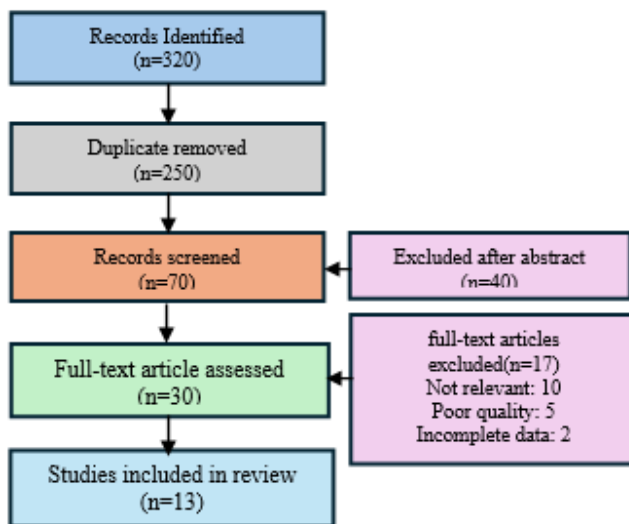 Records Identified
(n=320)
Duplicate removed
(n=250)
Records screened
(n=70)
Excluded after abstract
(n=40)
Full-text article assessed
(n=30)
full-text articles
excluded(n=17)
Not relevant: 10
Poor quality: 5
Incomplete data: 2
Studies included in review
(n=13)